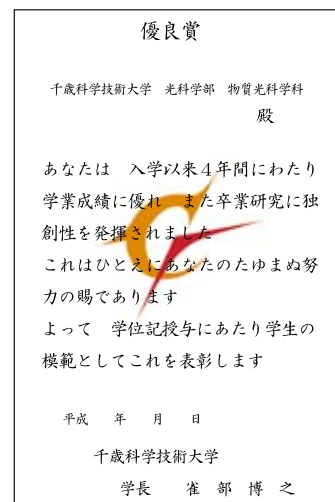 優良賞
千歳科学技術大学　光科学部　物質光科学科
殿
あなたは　入学以来４年間にわたり
学業成績に優れ　また卒業研究に独
創性を発揮されました
これはひとえにあなたのたゆまぬ努
力の賜であります
よって　学位記授与にあたり学生の
模範としてこれを表彰します
平成　　年　　月　　日
千歳科学技術大学
学長　　雀　部　博　之